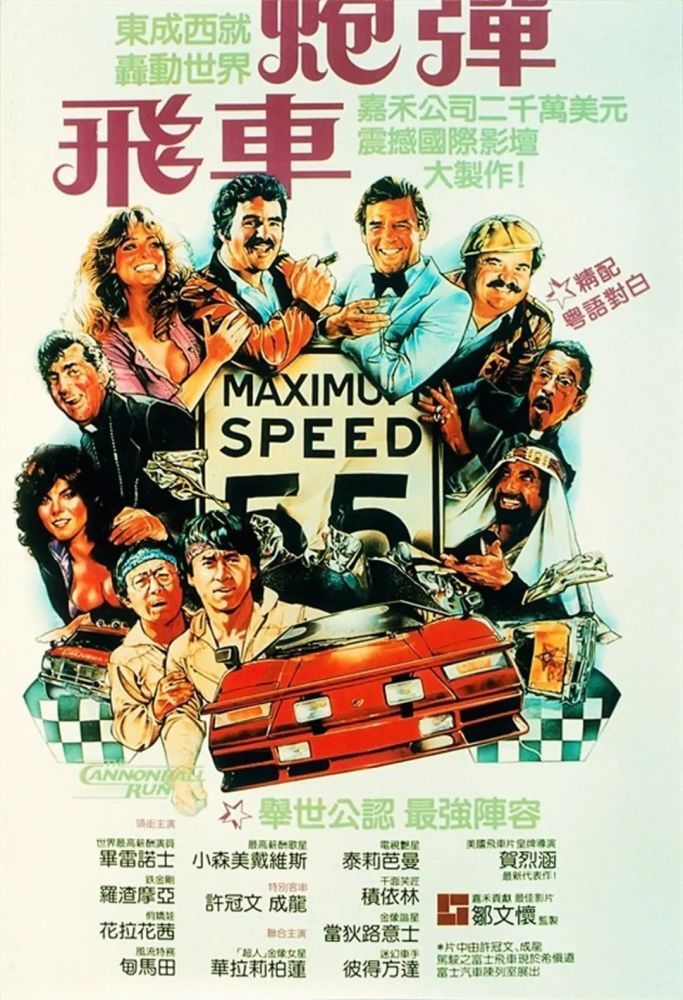 東成西就
轟動世界
炮彈
飛車
嘉禾公司二千萬美元
震撼國際影壇
大製作!
精配
粵語對白
MAXIMUM
SPEED
55
THE
CANNONBALL
RUN
舉世公認 最強陣容
領銜主演
世界最高薪酬演員
畢雷諾士
鉄金剛
羅渣摩亞
俏嬌娃
花拉花茜
風流特務
甸馬田
最高薪酬歌星
小森美戴維斯
特別客串
許冠文 成龍
聯合主演
「超人」金像女星
華拉莉柏蓮
電視艷星
泰莉芭曼
千面笑匠
積依林
金像諧星
當狄路意士
迷幻車手
彼得方達
美國飛車片皇牌導演
賀烈涵
最新代表作!
嘉禾貢獻 最佳影片
鄒文懷 監製
*片中由許冠文、成龍
駕駛之富士飛車現於希慎道
富士汽車陳列室展出